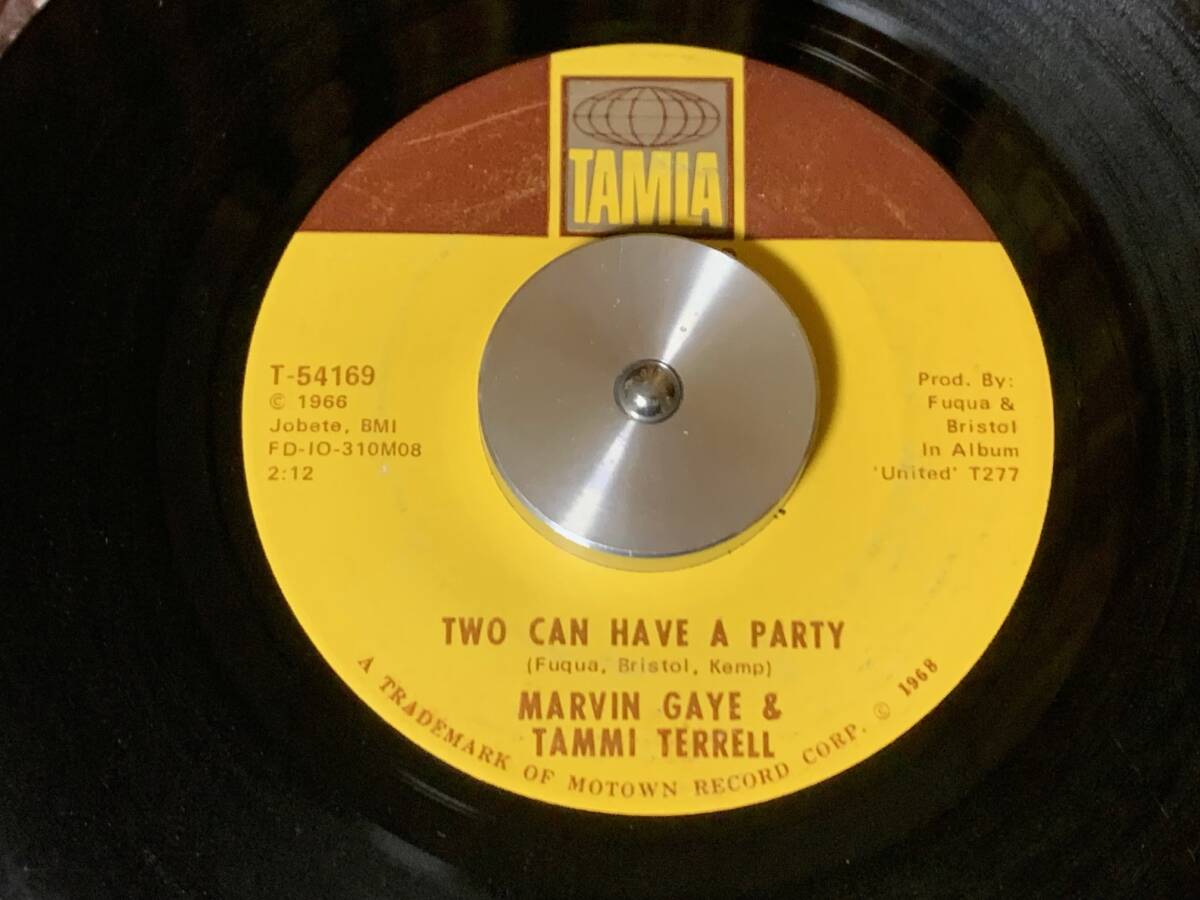 TAMLA
T-54169
© 1966
Jobete, BMI
FD-IO-310M08
2:12
Prod. By:
Fuqua &
Bristol
In Album
'United' T277
TWO CAN HAVE A PARTY
(Fuqua, Bristol, Kemp)
MARVIN GAYE &
TAMMI TERRELL
A TRADEMARK OF MOTOWN RECORD CORP. © 1968